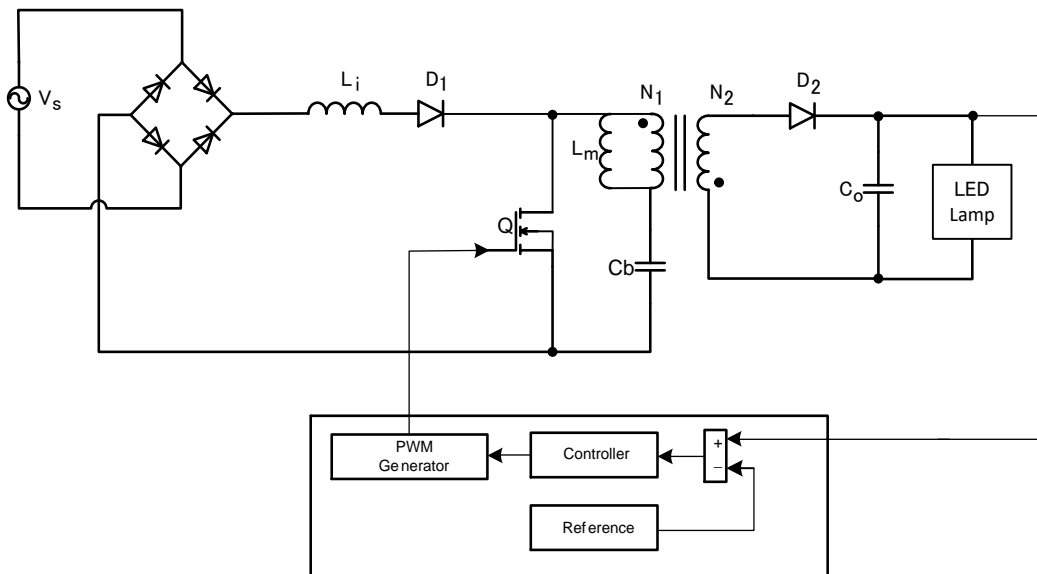 V_s
L_i
D_1
L_m
N_1
N_2
D_2
C_o
LED
Lamp
Q
Cb
PWM
Generator
Controller
+
−
Reference